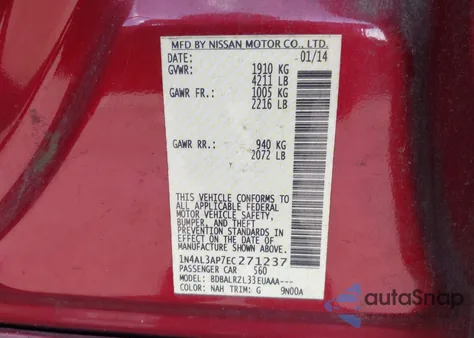 MFD BY NISSAN MOTOR CO., LTD.
DATE: 01/14
GVWR: 1910 KG
4211 LB
GAWR FR.: 1005 KG
2216 LB
GAWR RR.: 940 KG
2072 LB
THIS VEHICLE CONFORMS TO
ALL APPLICABLE FEDERAL
MOTOR VEHICLE SAFETY,
BUMPER, AND THEFT
PREVENTION STANDARDS IN
EFFECT ON THE DATE OF
MANUFACTURE SHOWN ABOVE.
1N4AL3AP7EC271237
PASSENGER CAR 560
MODEL: BDBALRZL33EUAAA---
COLOR: NAH TRIM: G 9N00A
autoSnap